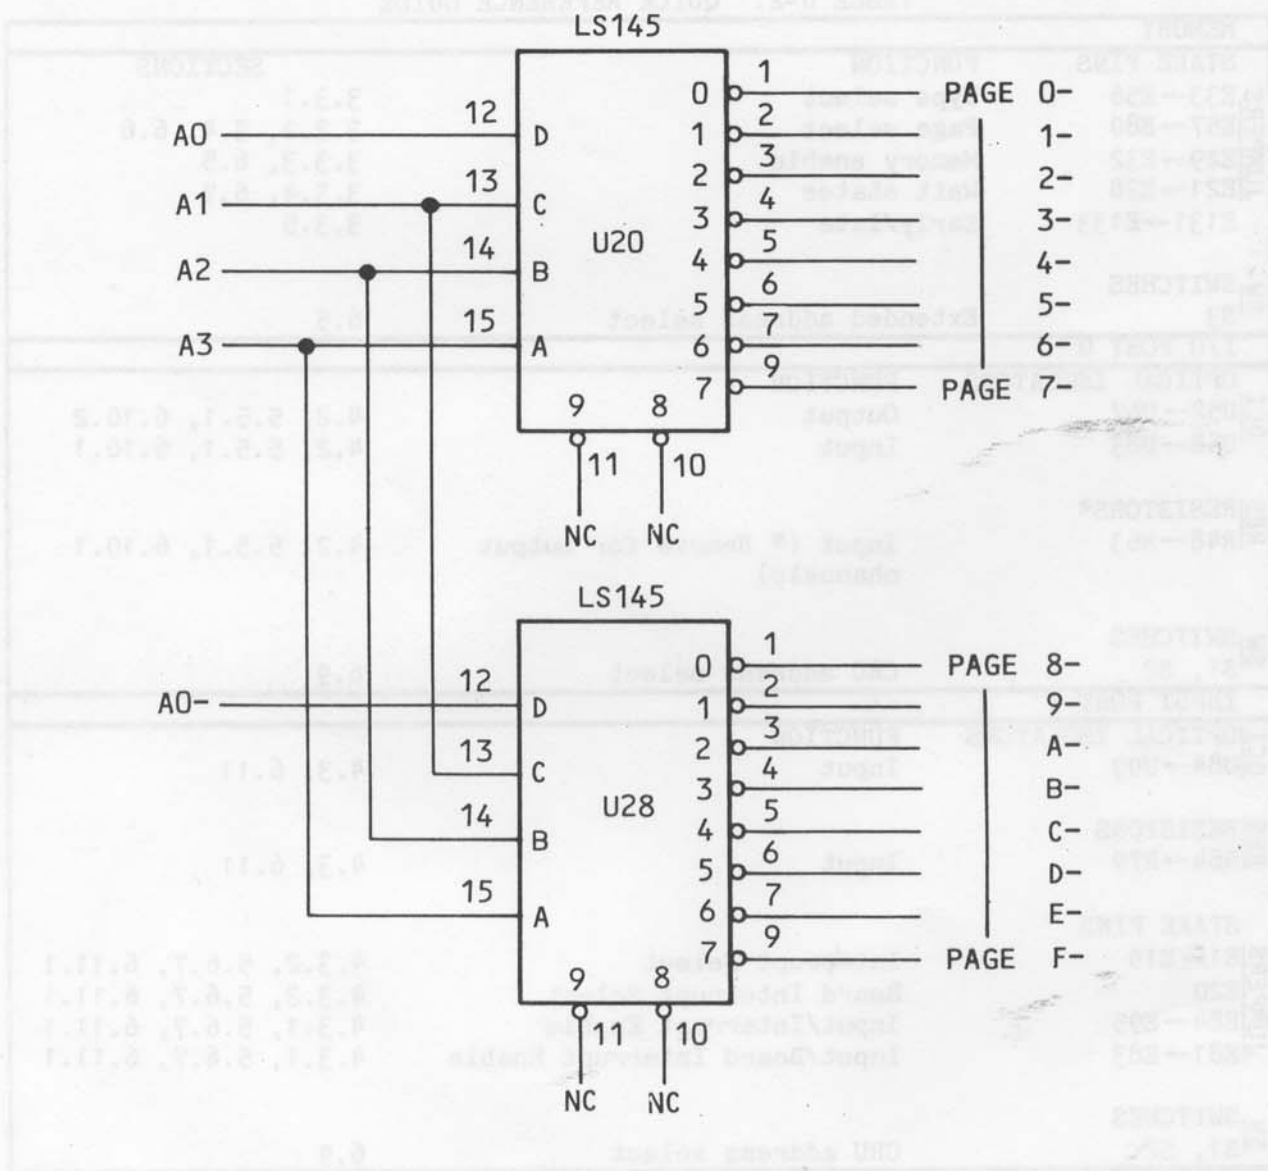 LS145
0 1 PAGE 0-
A0 12 D 1 2 1-
2 3 2-
A1 13 C 3 4 3-
U20
A2 14 B 4 5 4-
5 6 5-
A3 15 A 6 7 6-
7 9 PAGE 7-
9 8
11 10
NC NC
LS145
0 1 PAGE 8-
A0- 12 D 1 2 9-
2 3 A-
13 C 3 4 B-
U28
14 B 4 5 C-
5 6 D-
15 A 6 7 E-
7 9 PAGE F-
9 8
11 10
NC NC